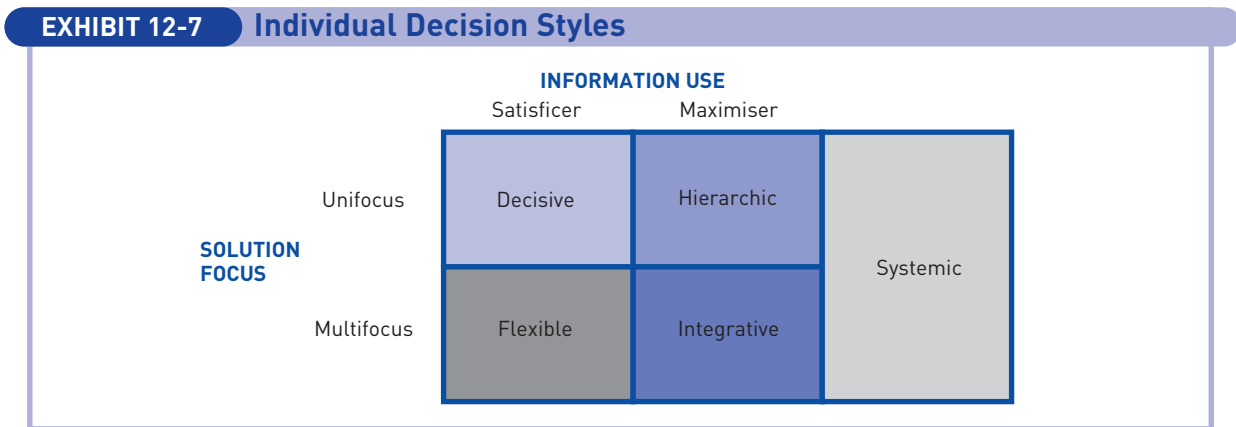 EXHIBIT 12-7 Individual Decision Styles
INFORMATION USE
Satisficer Maximiser
Unifocus Decisive Hierarchic
SOLUTION
FOCUS
Systemic
Multifocus Flexible Integrative